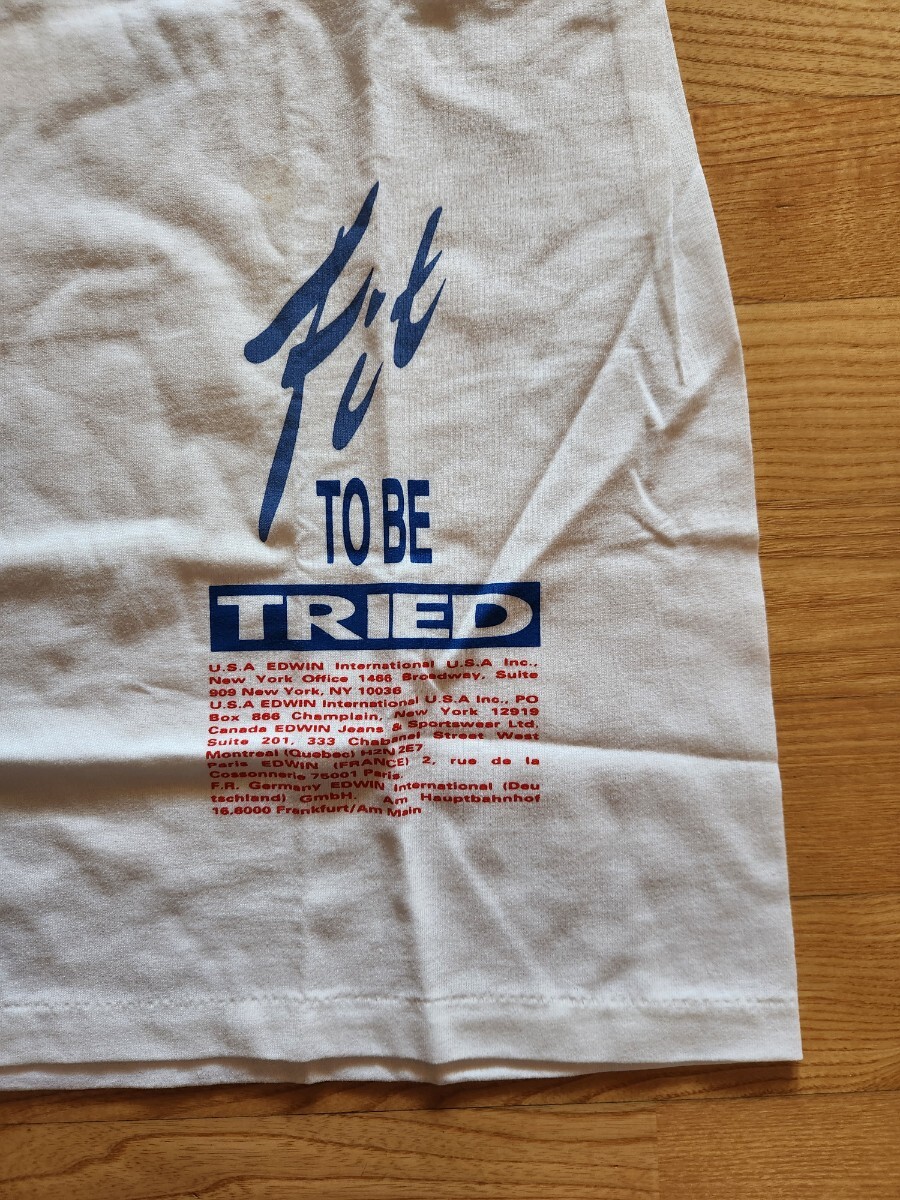 Fit
TO BE
TRIED
U.S.A EDWIN International U.S.A Inc.,
New York Office 1466 Broadway, Suite
909 New York, NY 10036
U.S.A EDWIN International U.S.A Inc., PO
Box 866 Champlain, New York 12919
Canada EDWIN Jeans & Sportswear Ltd,
Suite 201, 333 Chabanel Street West
Montreal (Quebec) H2N 2E7
Paris EDWIN (FRANCE) 2, rue de la
Cossonnerie 75001 Paris.
F.R. Germany EDWIN International (Deu
tschland) GmbH. Am Hauptbahnhof
16,6000 Frankfurt/Am Main